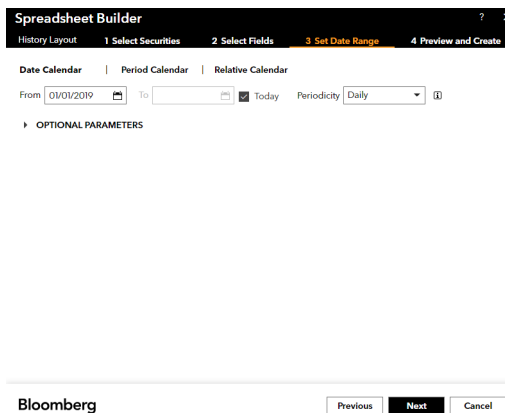 Spreadsheet Builder ?
History Layout 1 Select Securities 2 Select Fields 3 Set Date Range 4 Preview and Create
Date Calendar | Period Calendar | Relative Calendar
From 01/01/2019 To Today Periodicity Daily
OPTIONAL PARAMETERS
Bloomberg Previous Next Cancel